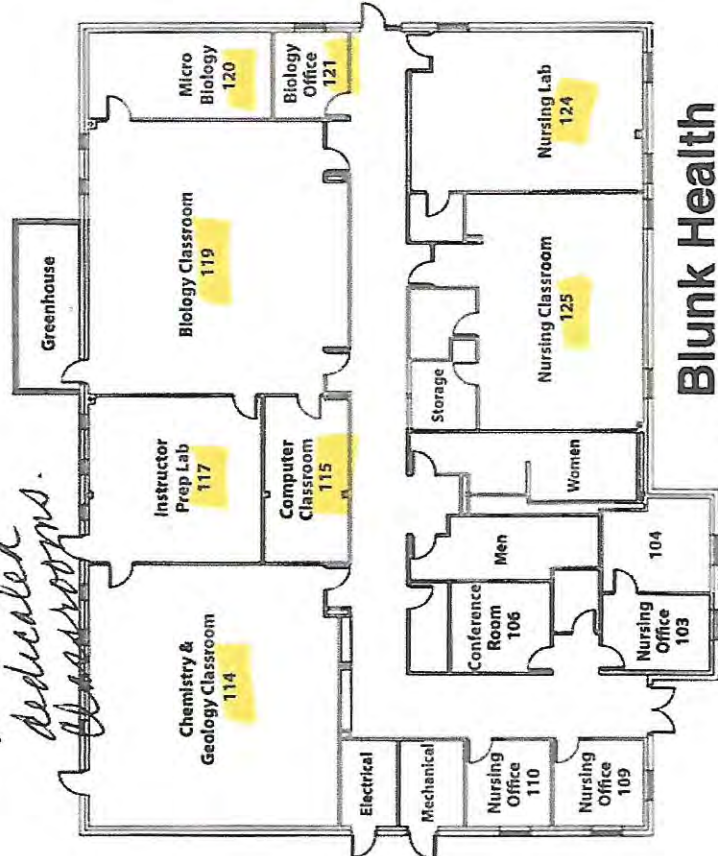 dedicated
classrooms.
Greenhouse
Micro
Biology
120
Biology
Office
121
Biology Classroom
119
Instructor
Prep Lab
117
Computer
Classroom
115
Chemistry &
Geology Classroom
114
Nursing Lab
124
Nursing Classroom
125
Storage
Women
Men
104
Conference
Room
106
Nursing
Office
103
Electrical
Mechanical
Nursing
Office
110
Nursing
Office
109
Blunk Health